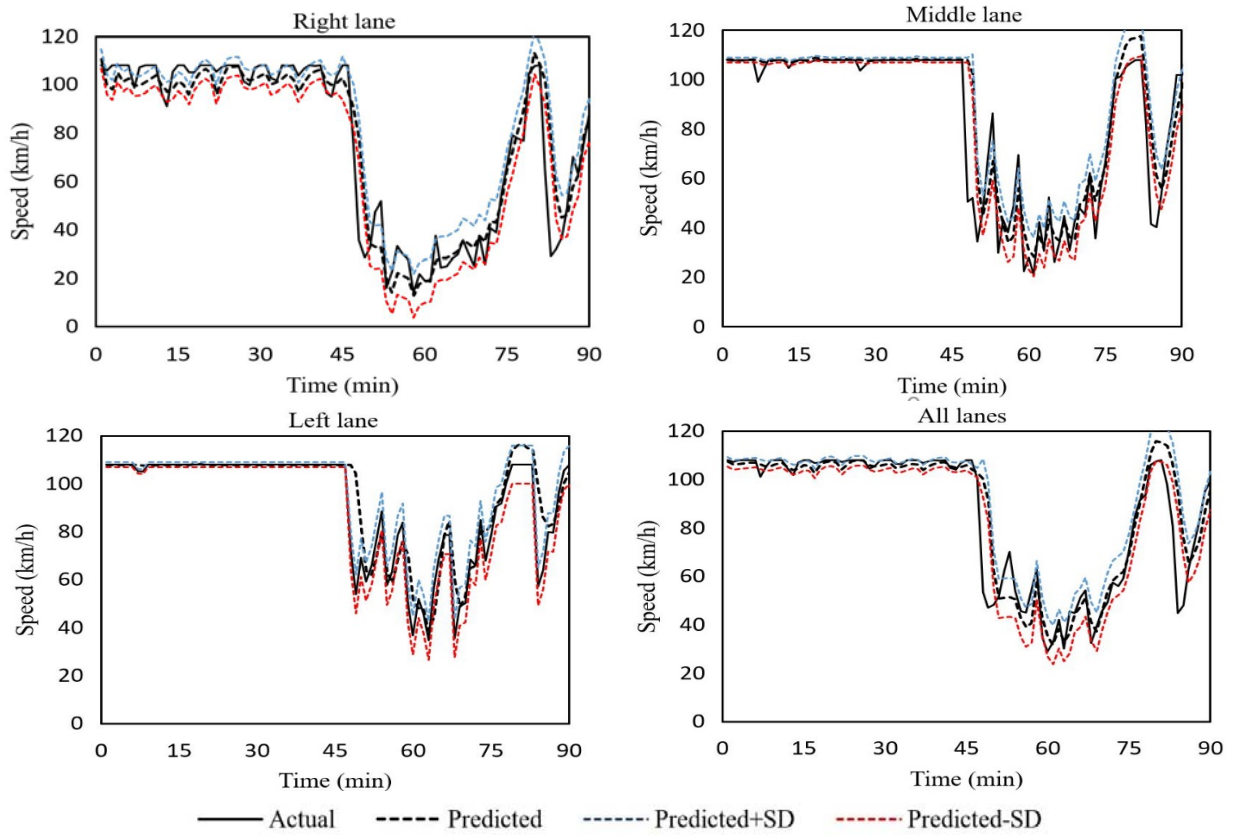 Right lane
120
100
80
60
40
20
0
Speed (km/h)
0 15 30 45 60 75 90
Time (min)
Middle lane
120
100
80
60
40
20
0
Speed (km/h)
0 15 30 45 60 75 90
Time (min)
Left lane
120
100
80
60
40
20
0
Speed (km/h)
0 15 30 45 60 75 90
Time (min)
All lanes
120
100
80
60
40
20
0
Speed (km/h)
0 15 30 45 60 75 90
Time (min)
Actual Predicted Predicted+SD Predicted-SD